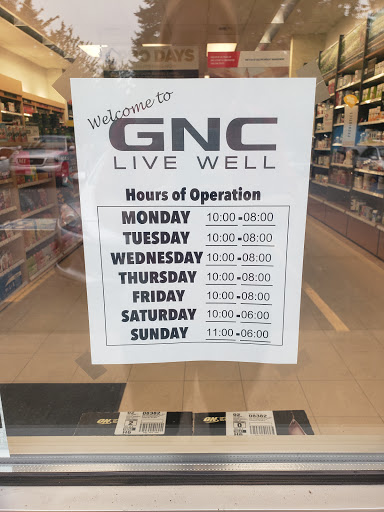 DAYS
Welcome to
GNC
LIVE WELL
Hours of Operation
MONDAY 10:00-08:00
TUESDAY 10:00-08:00
WEDNESDAY 10:00-08:00
THURSDAY 10:00-08:00
FRIDAY 10:00-08:00
SATURDAY 10:00-06:00
SUNDAY 11:00-06:00
ON